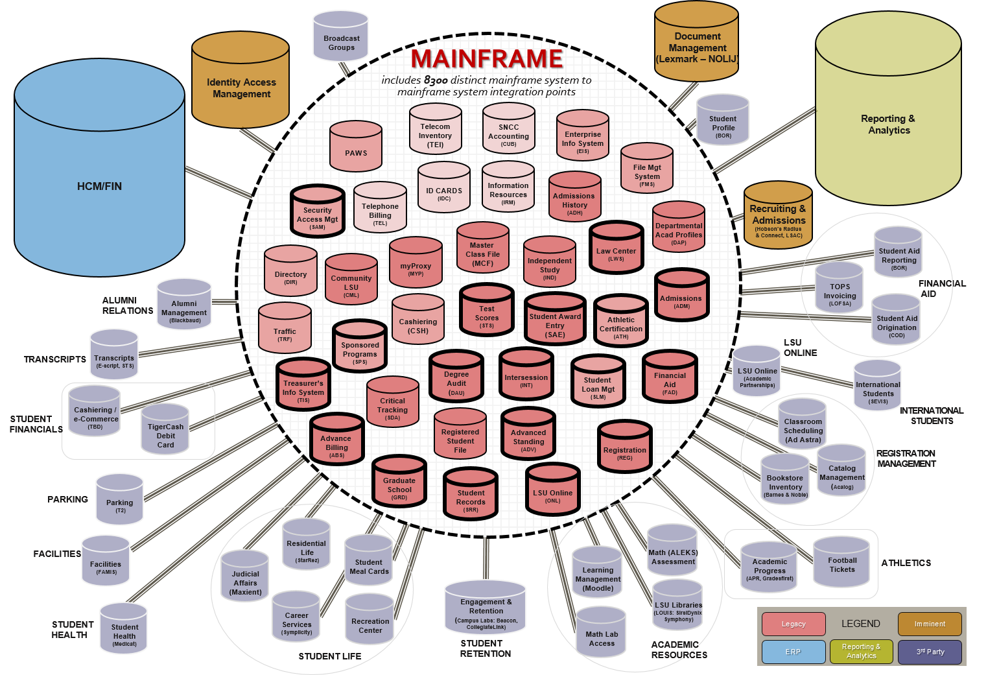 MAINFRAME
includes 8300 distinct mainframe system to
mainframe system integration points
Broadcast
Groups
Identity Access
Management
HCM/FIN
Document
Management
(Lexmark – NOLIJ)
Student
Profile
(BOR)
Reporting &
Analytics
Recruiting &
Admissions
(Hobson's Radius
& Connect, LSAC)
PAWS
Telecom
Inventory
(TEI)
SNCC
Accounting
(CUB)
Enterprise
Info System
(EIS)
File Mgt
System
(FMS)
Security
Access Mgt
(SAM)
Telephone
Billing
(TEL)
ID CARDS
(IDC)
Information
Resources
(IRM)
Admissions
History
(ADH)
Departmental
Acad Profiles
(DAP)
Directory
(DIR)
Community
LSU
(CML)
myProxy
(MYP)
Master
Class File
(MCF)
Independent
Study
(IND)
Law Center
(LWS)
Admissions
(ADM)
Traffic
(TRF)
Sponsored
Programs
(SPS)
Cashiering
(CSH)
Test
Scores
(STS)
Student Award
Entry
(SAE)
Athletic
Certification
(ATH)
Treasurer's
Info System
(TIS)
Critical
Tracking
(SDA)
Degree
Audit
(DAU)
Intersession
(INT)
Student
Loan Mgt
(SLM)
Financial
Aid
(FAD)
Advance
Billing
(ABS)
Registered
Student
File
Advanced
Standing
(ADV)
Registration
(REG)
Graduate
School
(GRD)
Student
Records
(SRR)
LSU Online
(ONL)
ALUMNI
RELATIONS
Alumni
Management
(Blackbaud)
TRANSCRIPTS
Transcripts
(E-script, STS)
STUDENT
FINANCIALS
Cashiering /
e-Commerce
(TBD)
TigerCash
Debit
Card
PARKING
Parking
(T2)
FACILITIES
Facilities
(FAMIS)
STUDENT
HEALTH
Student
Health
(Medicat)
Judicial
Affairs
(Maxient)
Residential
Life
(StarRez)
Student
Meal Cards
Career
Services
(Symplicity)
Recreation
Center
STUDENT LIFE
Engagement &
Retention
(Campus Labs: Beacon,
CollegiateLink)
STUDENT
RETENTION
Learning
Management
(Moodle)
Math (ALEKS)
Assessment
LSU Libraries
(LOUIS: SirsiDynix
Symphony)
Math Lab
Access
ACADEMIC
RESOURCES
Student Aid
Reporting
(BOR)
TOPS
Invoicing
(LOFSA)
Student Aid
Origination
(COD)
FINANCIAL
AID
LSU
ONLINE
LSU Online
(Academic
Partnerships)
International
Students
(SEVIS)
INTERNATIONAL
STUDENTS
Classroom
Scheduling
(Ad Astra)
Bookstore
Inventory
(Barnes & Noble)
Catalog
Management
(Acalog)
REGISTRATION
MANAGEMENT
Academic
Progress
(APR, Gradesfirst)
Football
Tickets
ATHLETICS
Legacy
LEGEND
Imminent
ERP
Reporting &
Analytics
3rd Party